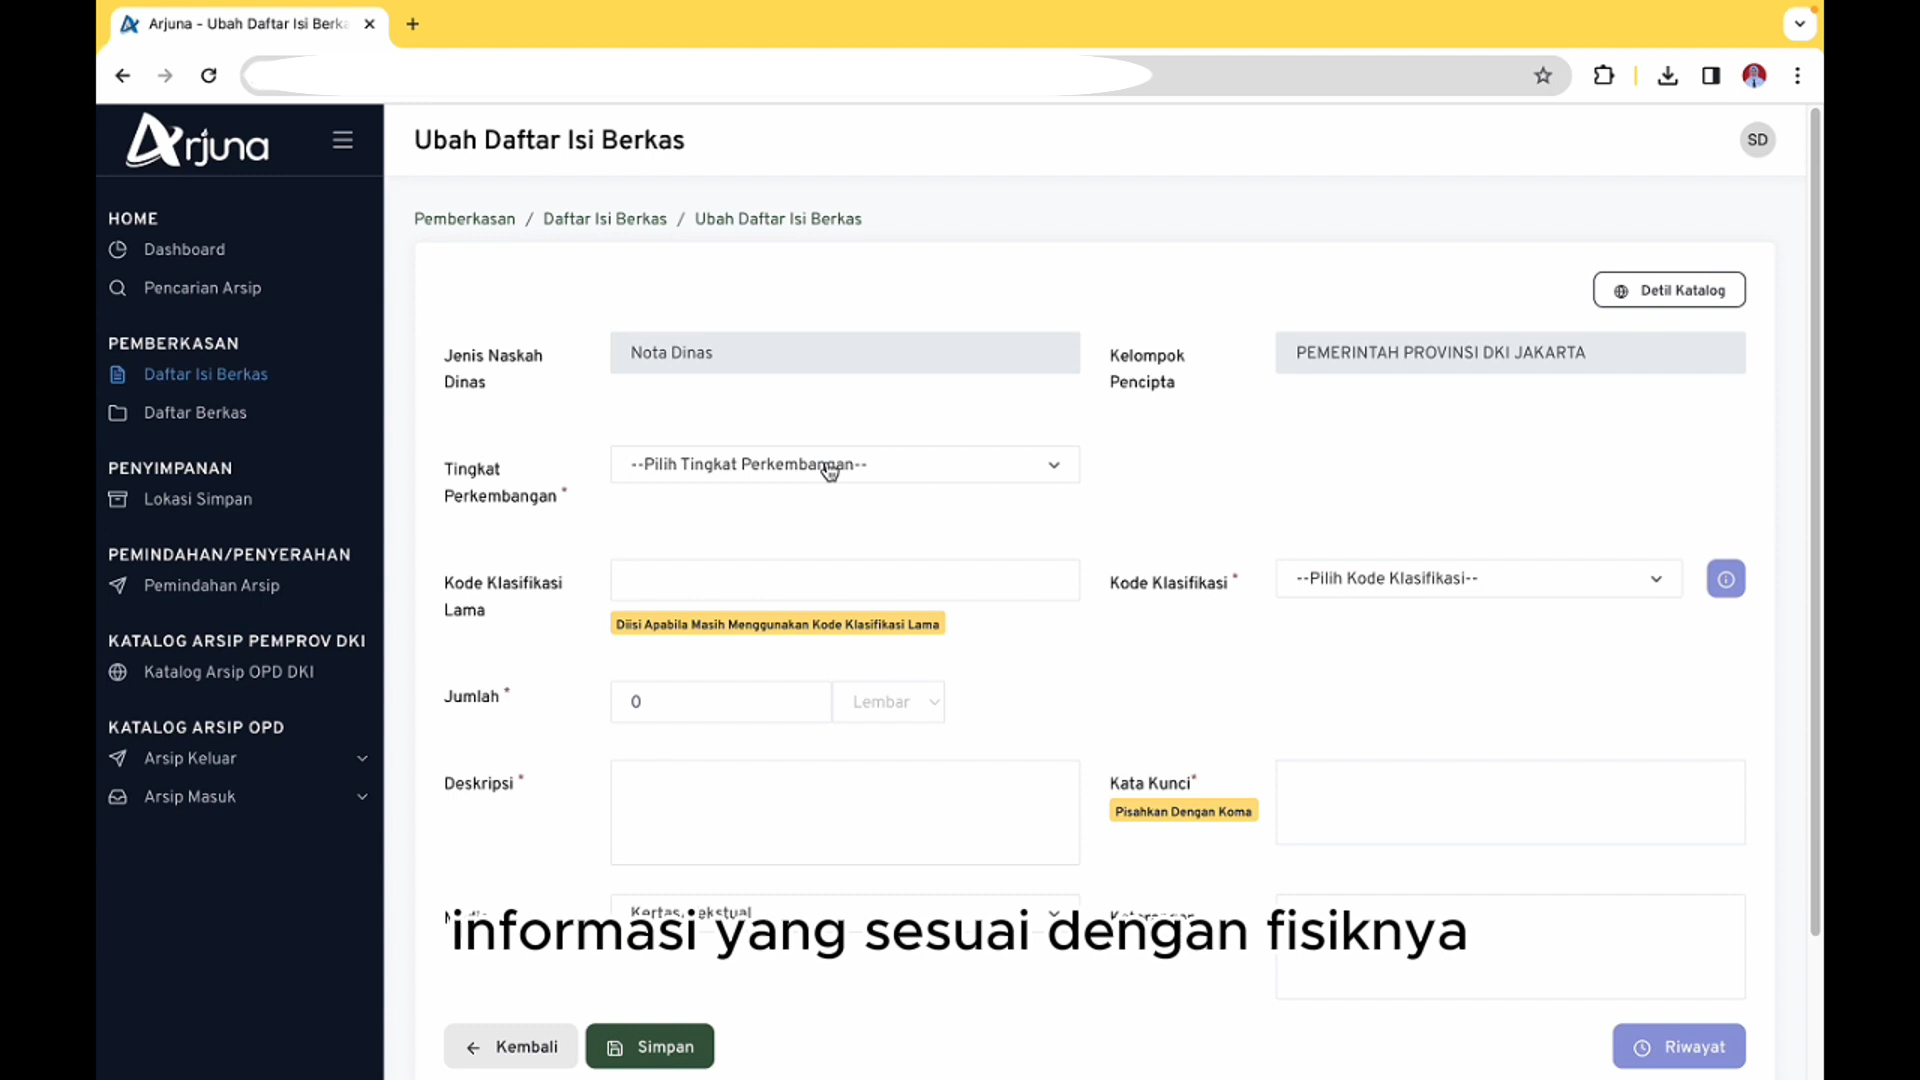 Arjuna - Ubah Daftar Isi Berka
Arjuna
Ubah Daftar Isi Berkas
SD
HOME
Dashboard
Pencarian Arsip
PEMBERKASAN
Daftar Isi Berkas
Daftar Berkas
PENYIMPANAN
Lokasi Simpan
PEMINDAHAN/PENYERAHAN
Pemindahan Arsip
KATALOG ARSIP PEMPROV DKI
Katalog Arsip OPD DKI
KATALOG ARSIP OPD
Arsip Keluar
Arsip Masuk
Pemberkasan / Daftar Isi Berkas / Ubah Daftar Isi Berkas
Detil Katalog
Jenis Naskah
Dinas
Nota Dinas
Kelompok
Pencipta
PEMERINTAH PROVINSI DKI JAKARTA
Tingkat
Perkembangan *
--Pilih Tingkat Perkembangan--
Kode Klasifikasi
Lama
Diisi Apabila Masih Menggunakan Kode Klasifikasi Lama
Kode Klasifikasi *
--Pilih Kode Klasifikasi--
Jumlah *
0
Lembar
Deskripsi *
Kata Kunci*
Pisahkan Dengan Koma
informasi yang sesuai dengan fisiknya
Kembali
Simpan
Riwayat